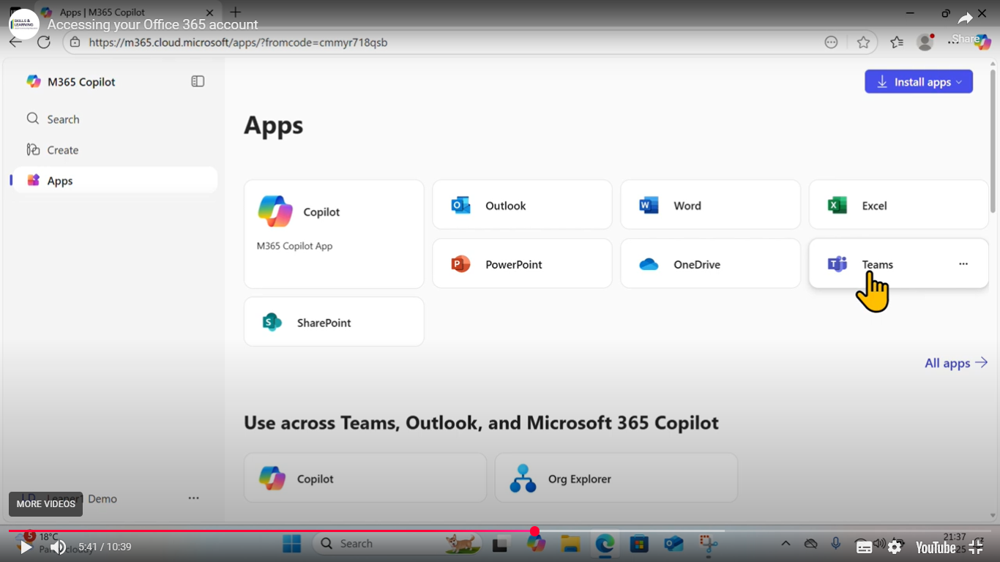 Apps | M365 Copilot
SKILLS & LEARNING
Accessing your Office 365 account
https://m365.cloud.microsoft/apps/?fromcode=cmmyr718qsb
Share
M365 Copilot
Install apps
Search
Apps
Create
Apps
Copilot
M365 Copilot App
Outlook
Word
Excel
PowerPoint
OneDrive
Teams
SharePoint
All apps
Use across Teams, Outlook, and Microsoft 365 Copilot
Copilot
Org Explorer
Demo
MORE VIDEOS
5
18°C
5:41 / 10:39
Search
21:37
YouTube